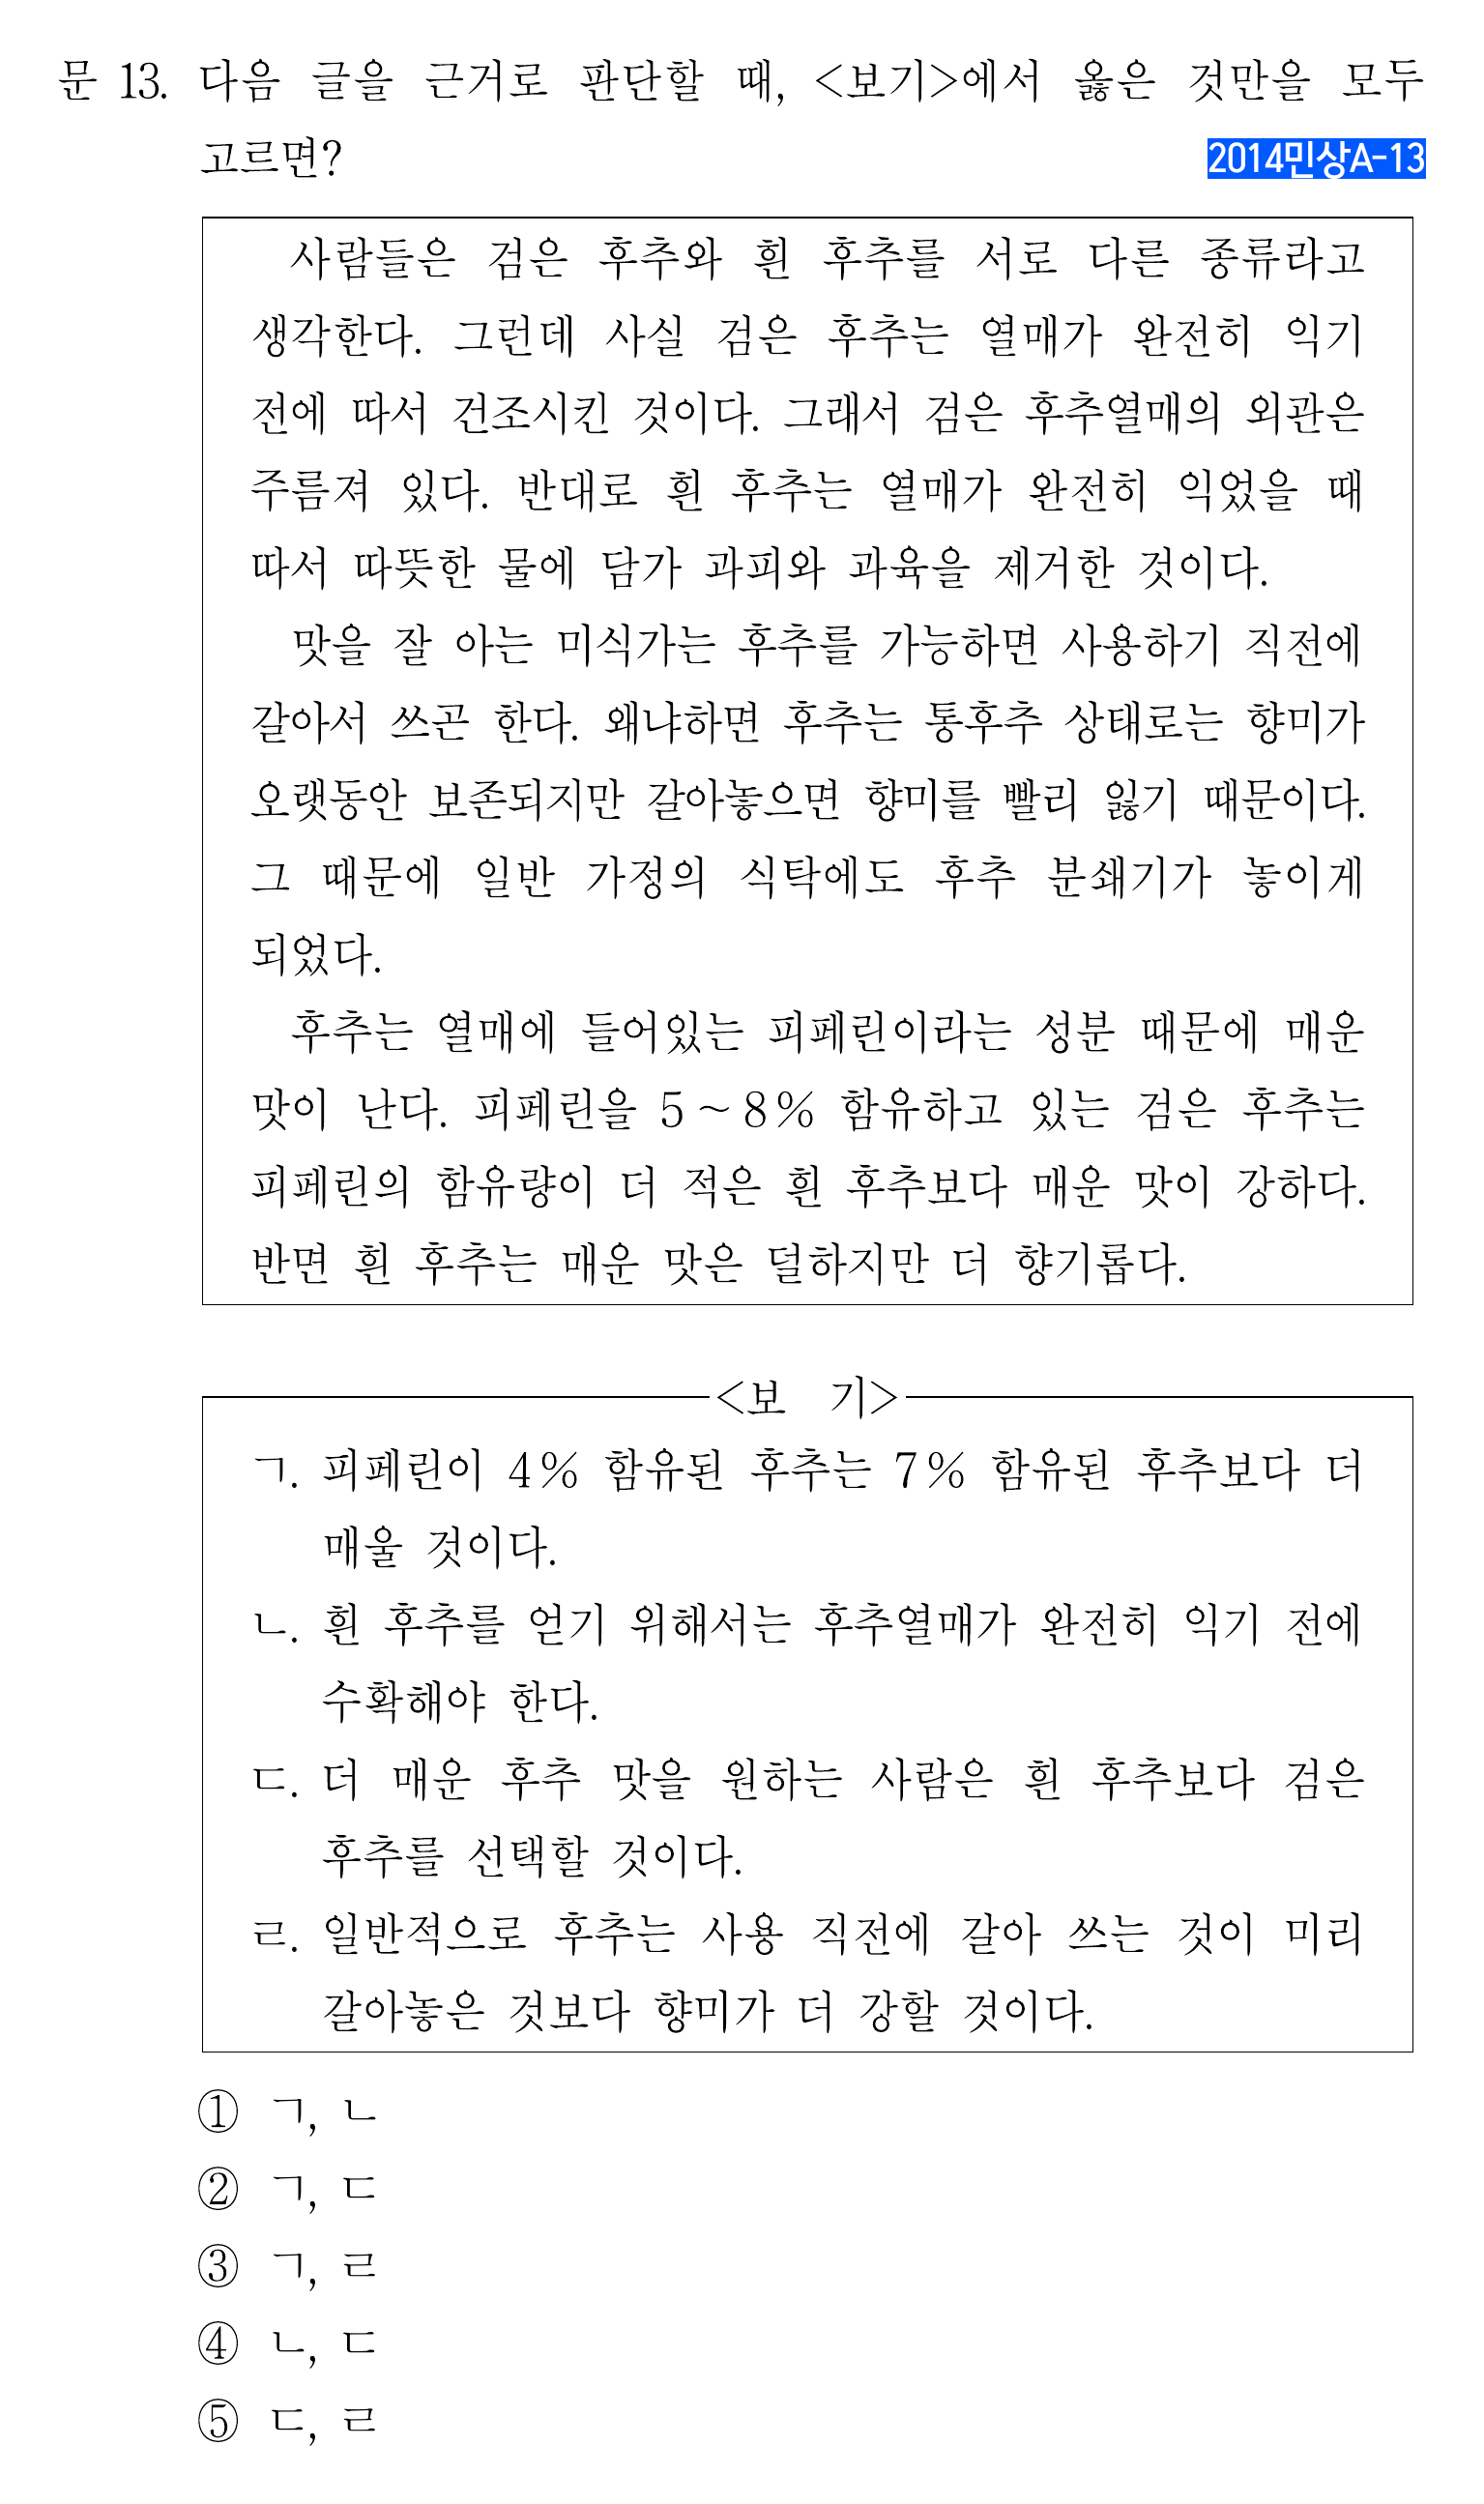 문 13. 다음 글을 근거로 판단할 때, <보기>에서 옳은 것만을 모두
고르면?
2014민상A-13
사람들은 검은 후추와 흰 후추를 서로 다른 종류라고
생각한다. 그런데 사실 검은 후추는 열매가 완전히 익기
전에 따서 건조시킨 것이다. 그래서 검은 후추열매의 외관은
주름져 있다. 반대로 흰 후추는 열매가 완전히 익었을 때
따서 따뜻한 물에 담가 과피와 과육을 제거한 것이다.
맛을 잘 아는 미식가는 후추를 가능하면 사용하기 직전에
갈아서 쓰곤 한다. 왜냐하면 후추는 통후추 상태로는 향미가
오랫동안 보존되지만 갈아놓으면 향미를 빨리 잃기 때문이다.
그 때문에 일반 가정의 식탁에도 후추 분쇄기가 놓이게
되었다.
후추는 열매에 들어있는 피페린이라는 성분 때문에 매운
맛이 난다. 피페린을 5～8% 함유하고 있는 검은 후추는
피페린의 함유량이 더 적은 흰 후추보다 매운 맛이 강하다.
반면 흰 후추는 매운 맛은 덜하지만 더 향기롭다.
<보 기>
ㄱ. 피페린이 4% 함유된 후추는 7% 함유된 후추보다 더
매울 것이다.
ㄴ. 흰 후추를 얻기 위해서는 후추열매가 완전히 익기 전에
수확해야 한다.
ㄷ. 더 매운 후추 맛을 원하는 사람은 흰 후추보다 검은
후추를 선택할 것이다.
ㄹ. 일반적으로 후추는 사용 직전에 갈아 쓰는 것이 미리
갈아놓은 것보다 향미가 더 강할 것이다.
① ㄱ, ㄴ
② ㄱ, ㄷ
③ ㄱ, ㄹ
④ ㄴ, ㄷ
⑤ ㄷ, ㄹ